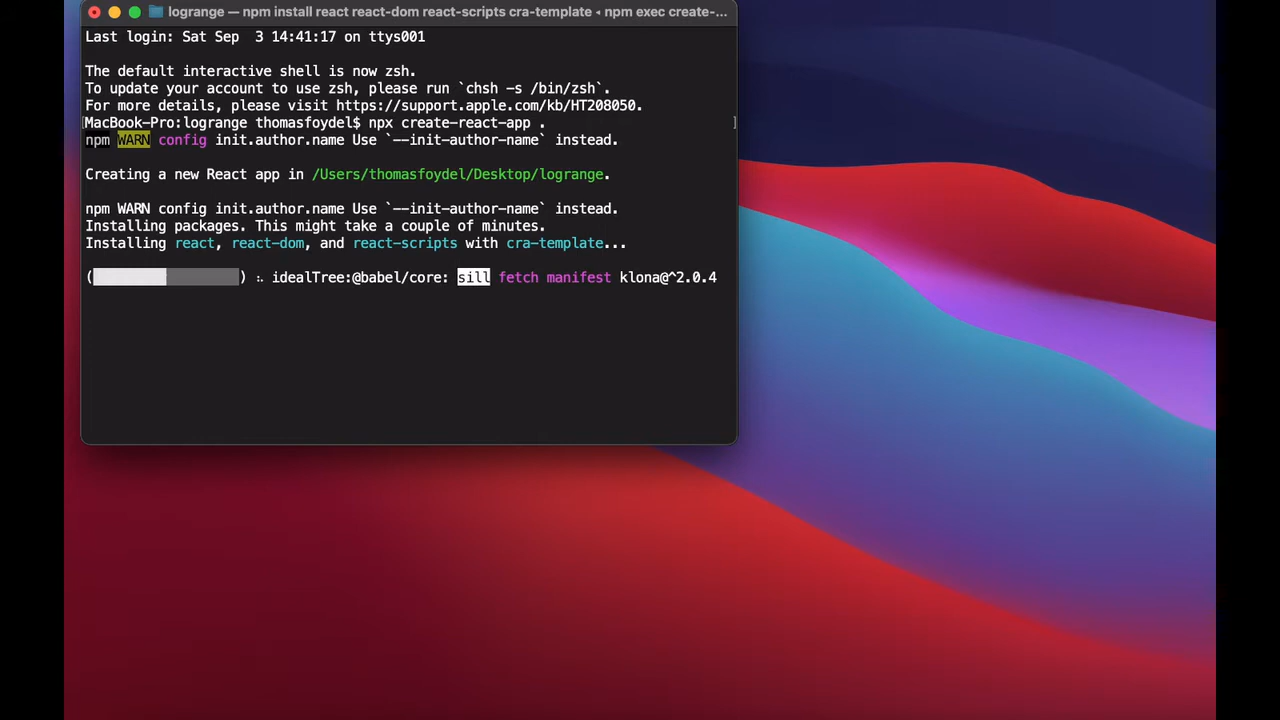 logrange — npm install react react-dom react-scripts cra-template ◂ npm exec create-...
Last login: Sat Sep  3 14:41:17 on ttys001
The default interactive shell is now zsh.
To update your account to use zsh, please run `chsh -s /bin/zsh`.
For more details, please visit https://support.apple.com/kb/HT208050.
[MacBook-Pro:logrange thomasfoydel$ npx create-react-app . ]
npm WARN config init.author.name Use `--init-author-name` instead.
Creating a new React app in /Users/thomasfoydel/Desktop/logrange.
npm WARN config init.author.name Use `--init-author-name` instead.
Installing packages. This might take a couple of minutes.
Installing react, react-dom, and react-scripts with cra-template...
( ) ⠦ idealTree:@babel/core: sill fetch manifest klona@^2.0.4